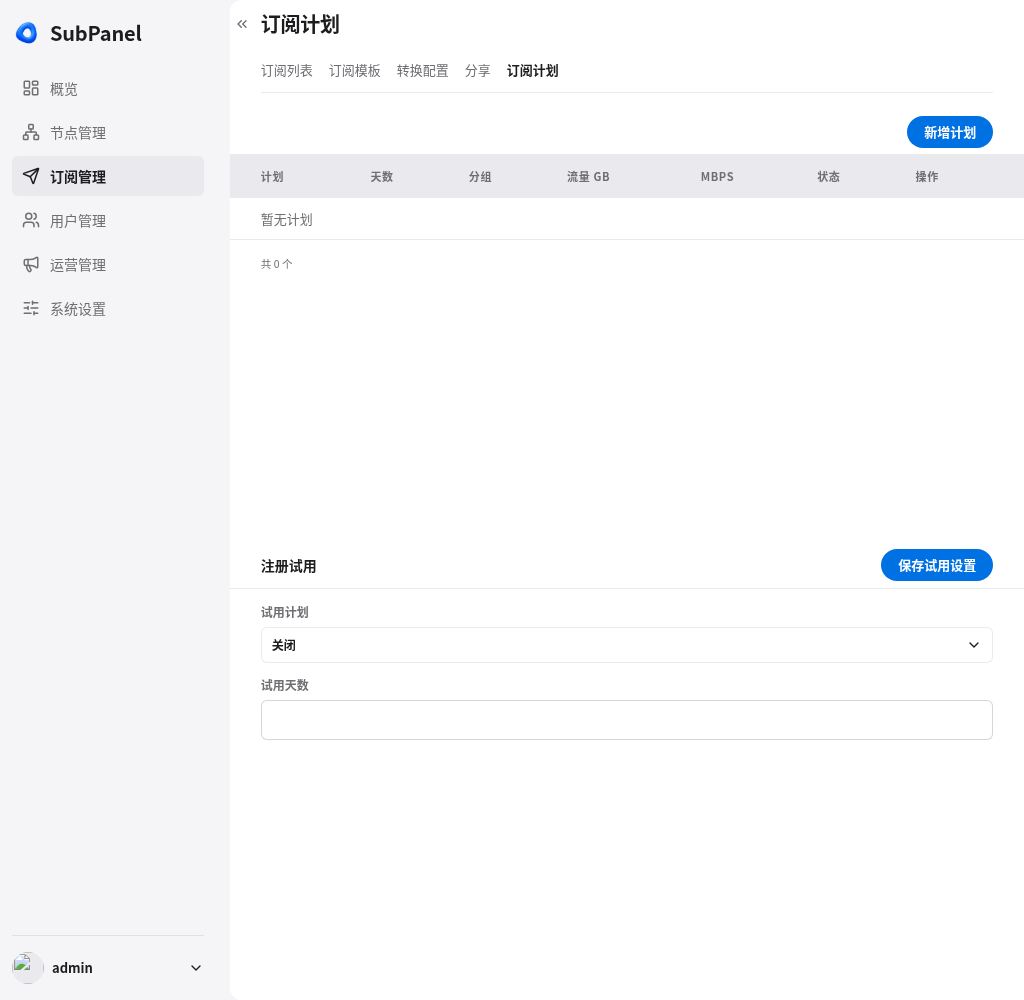 SubPanel
概览
节点管理
订阅管理
用户管理
运营管理
系统设置
admin
订阅计划
订阅列表 订阅模板 转换配置 分享 订阅计划
新增计划
计划 天数 分组 流量 GB MBPS 状态 操作
暂无计划
共 0 个
注册试用
保存试用设置
试用计划
关闭
试用天数